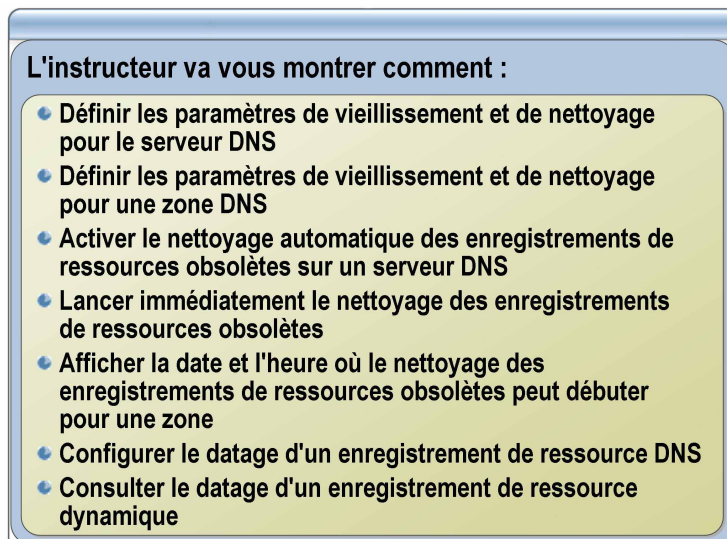 L'instructeur va vous montrer comment :
Définir les paramètres de vieillissement et de nettoyage
pour le serveur DNS
Définir les paramètres de vieillissement et de nettoyage
pour une zone DNS
Activer le nettoyage automatique des enregistrements de
ressources obsolètes sur un serveur DNS
Lancer immédiatement le nettoyage des enregistrements
de ressources obsolètes
Afficher la date et l'heure où le nettoyage des
enregistrements de ressources obsolètes peut débuter
pour une zone
Configurer le datage d'un enregistrement de ressource DNS
Consulter le datage d'un enregistrement de ressource
dynamique